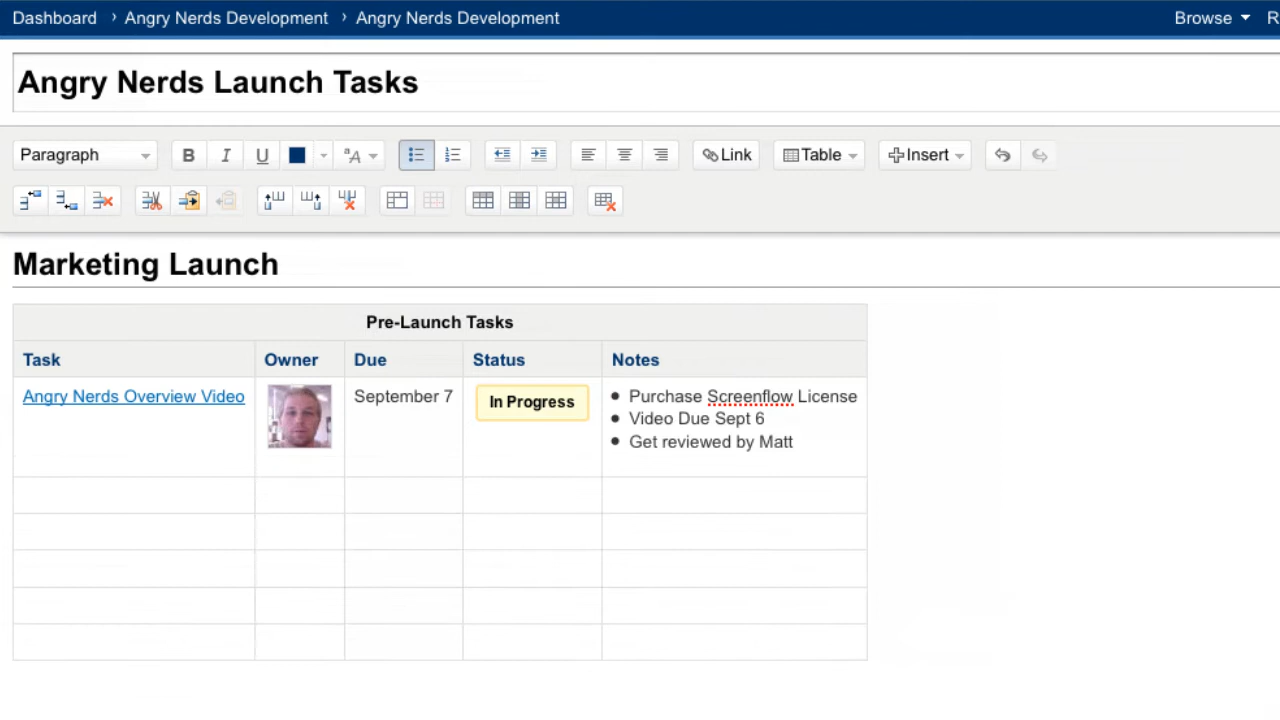 Dashboard › Angry Nerds Development › Angry Nerds Development Browse
Angry Nerds Launch Tasks
Paragraph B I U A Link Table Insert
Marketing Launch
Pre-Launch Tasks
Task Owner Due Status Notes
Angry Nerds Overview Video September 7 In Progress • Purchase Screenflow License
• Video Due Sept 6
• Get reviewed by Matt